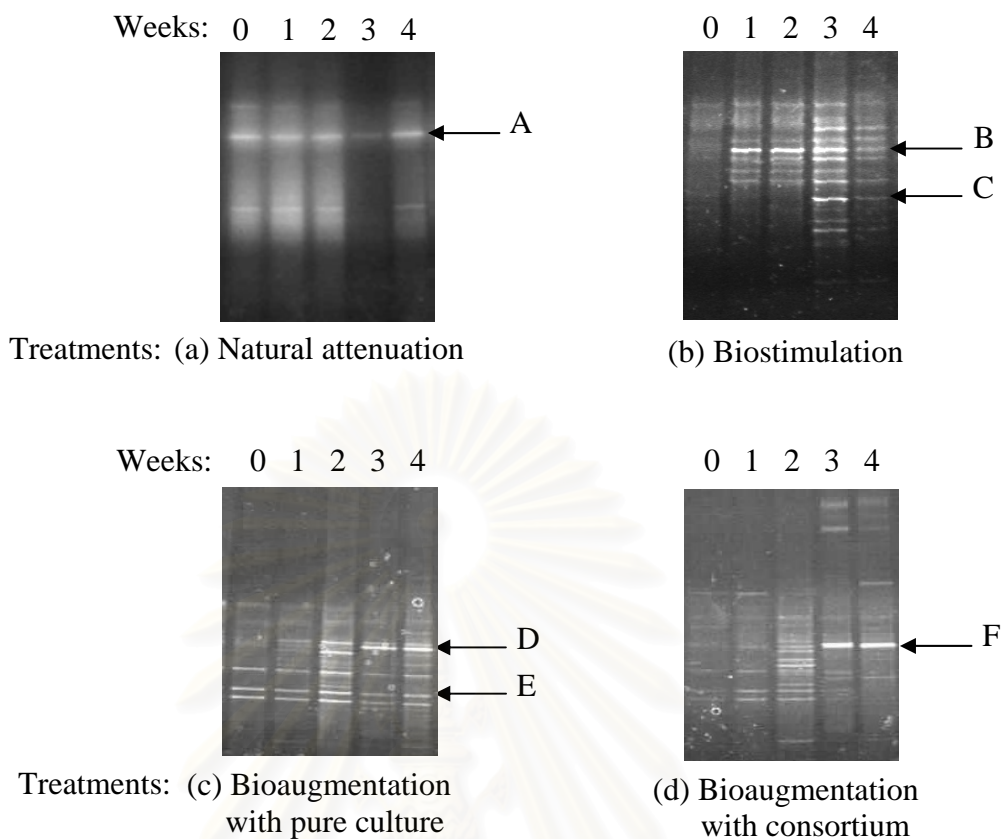 Weeks: 0 1 2 3 4
0 1 2 3 4
A
B
C
Treatments: (a) Natural attenuation
(b) Biostimulation
Weeks: 0 1 2 3 4
0 1 2 3 4
D
E
F
Treatments: (c) Bioaugmentation
with pure culture
(d) Bioaugmentation
with consortium